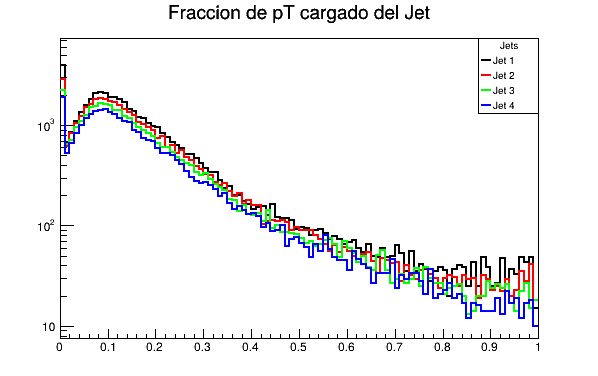 Fraccion de pT cargado del Jet
Jets
Jet 1
Jet 2
Jet 3
Jet 4
10³
10²
10
0 0.1 0.2 0.3 0.4 0.5 0.6 0.7 0.8 0.9 1